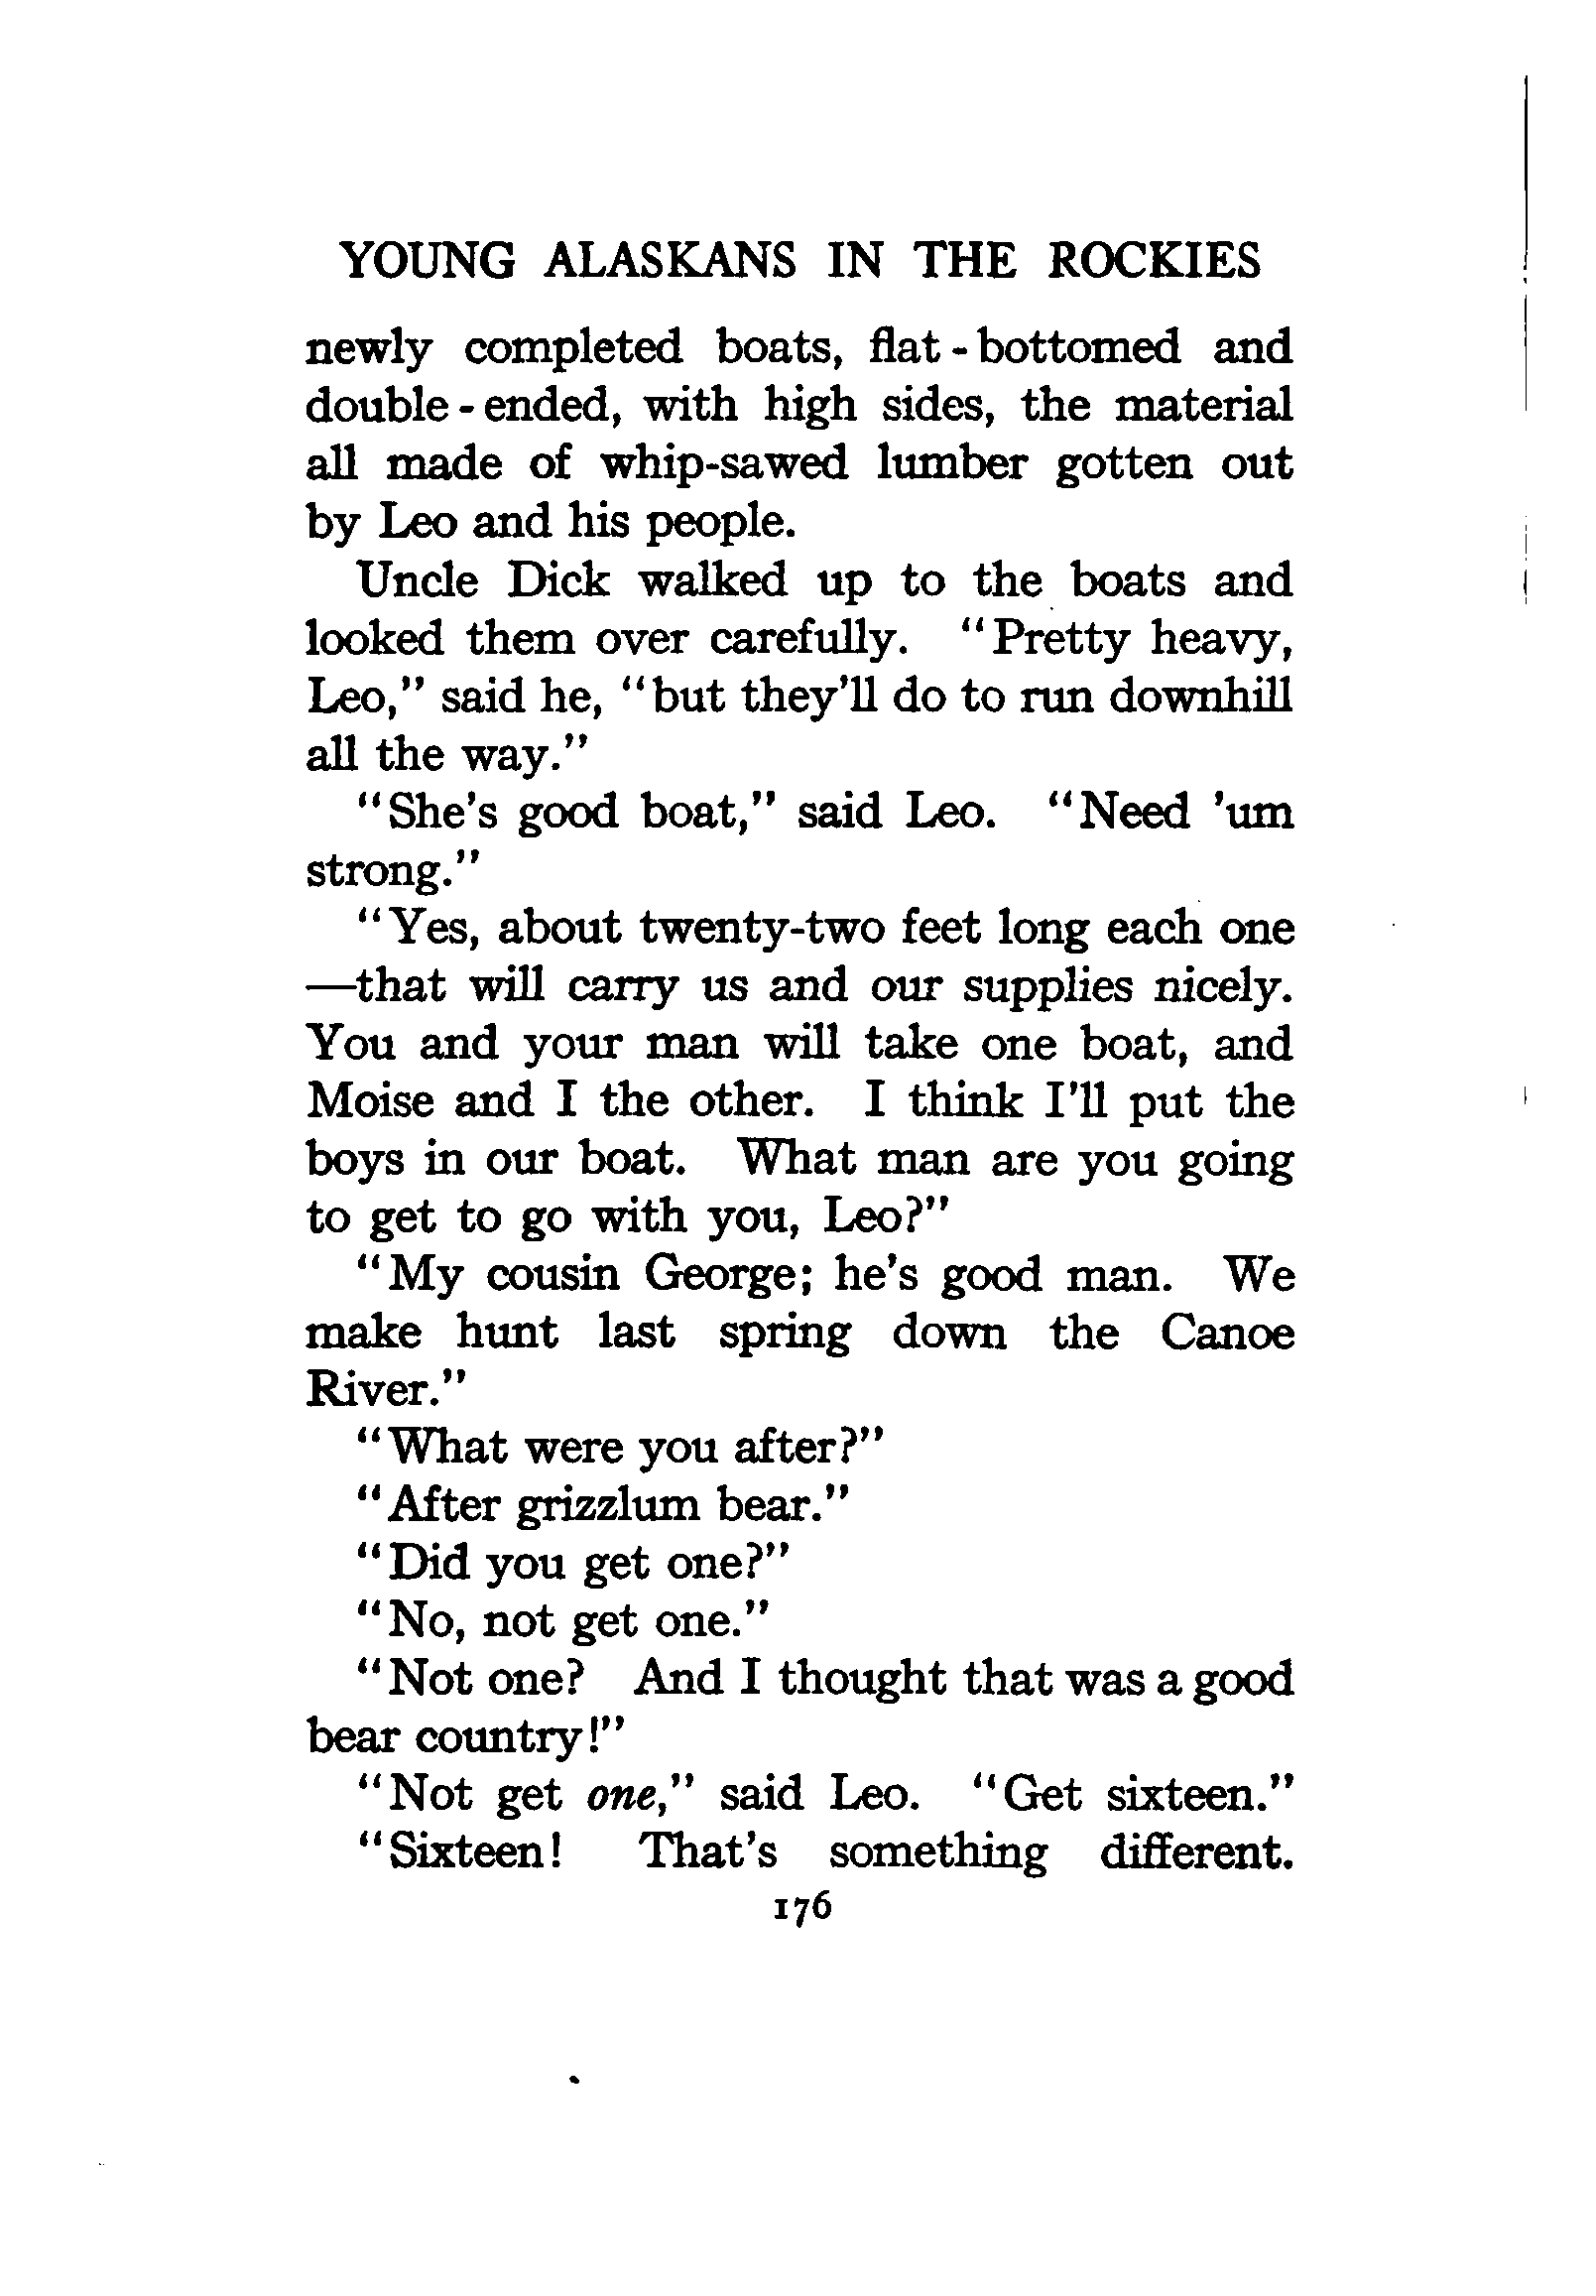 YOUNG ALASKANS IN THE ROCKIES
newly completed boats, flat-bottomed and
double-ended, with high sides, the material
all made of whip-sawed lumber gotten out
by Leo and his people.
Uncle Dick walked up to the boats and
looked them over carefully. "Pretty heavy,
Leo," said he, "but they'll do to run downhill
all the way."
"She's good boat," said Leo. "Need 'um
strong."
"Yes, about twenty-two feet long each one
—that will carry us and our supplies nicely.
You and your man will take one boat, and
Moise and I the other. I think I'll put the
boys in our boat. What man are you going
to get to go with you, Leo?"
"My cousin George; he's good man. We
make hunt last spring down the Canoe
River."
"What were you after?"
"After grizzlum bear."
"Did you get one?"
"No, not get one."
"Not one? And I thought that was a good
bear country!"
"Not get one," said Leo. "Get sixteen."
"Sixteen! That's something different.
176